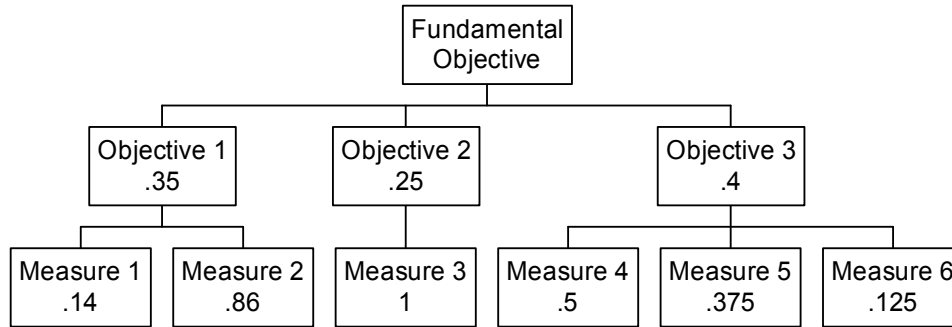 Fundamental
Objective
Objective 1
.35
Objective 2
.25
Objective 3
.4
Measure 1
.14
Measure 2
.86
Measure 3
1
Measure 4
.5
Measure 5
.375
Measure 6
.125